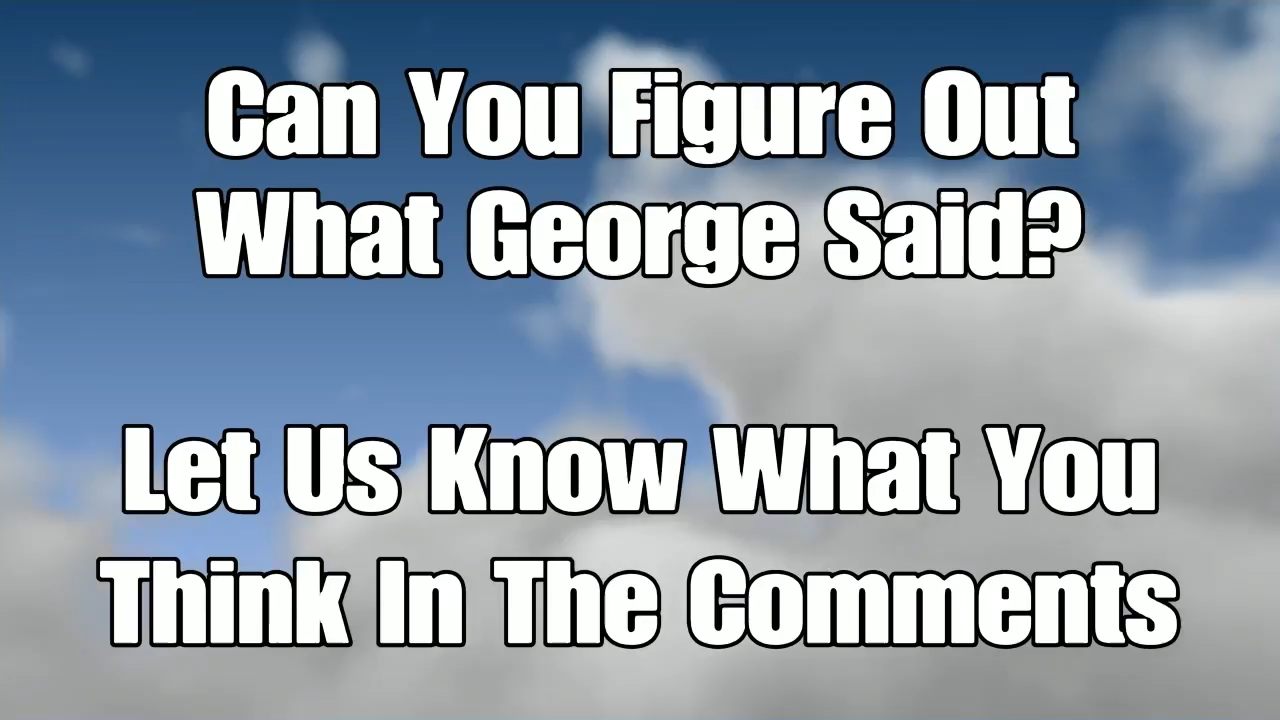 Can You Figure Out
What George Said?
Let Us Know What You
Think In The Comments